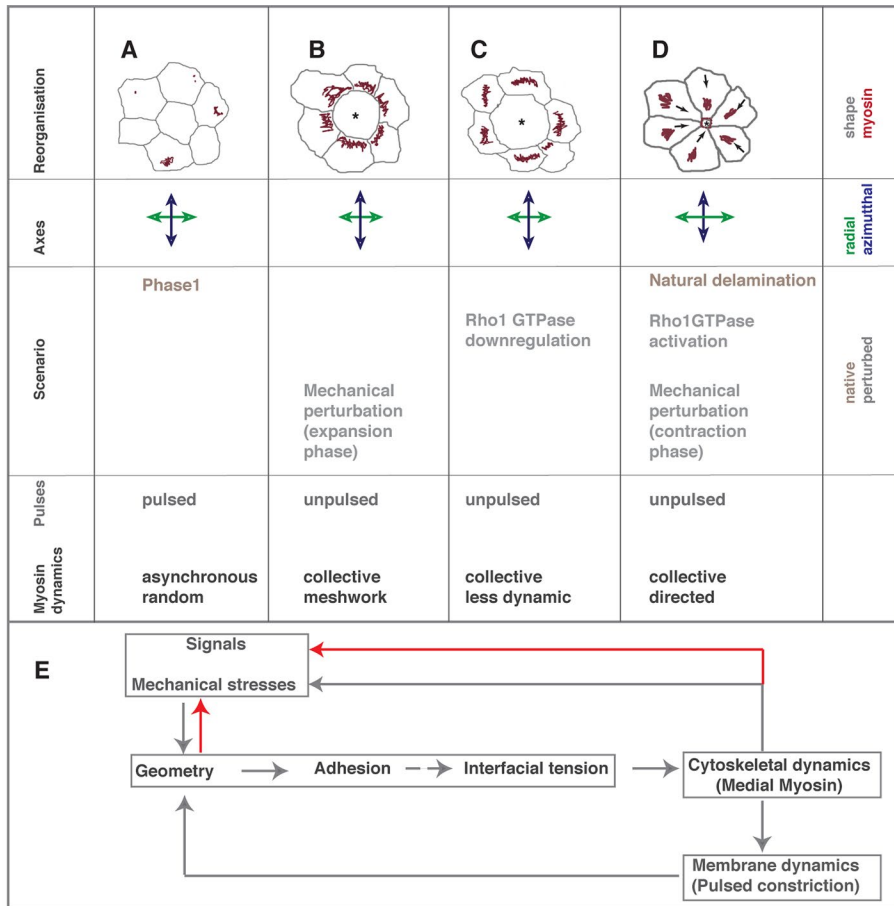 A
B
C
D
Reorganisation
*
*
*
shape
myosin
Axes
radial
azimutthal
Scenario
Phase1
Rho1 GTPase
downregulation
Mechanical
perturbation
(expansion
phase)
Natural delamination
Rho1GTPase
activation
Mechanical
perturbation
(contraction
phase)
native
perturbed
Pulses
pulsed
unpulsed
unpulsed
unpulsed
Myosin
dynamics
asynchronous
random
collective
meshwork
collective
less dynamic
collective
directed
E
Signals
Mechanical stresses
Geometry
Adhesion
Interfacial tension
Cytoskeletal dynamics
(Medial Myosin)
Membrane dynamics
(Pulsed constriction)